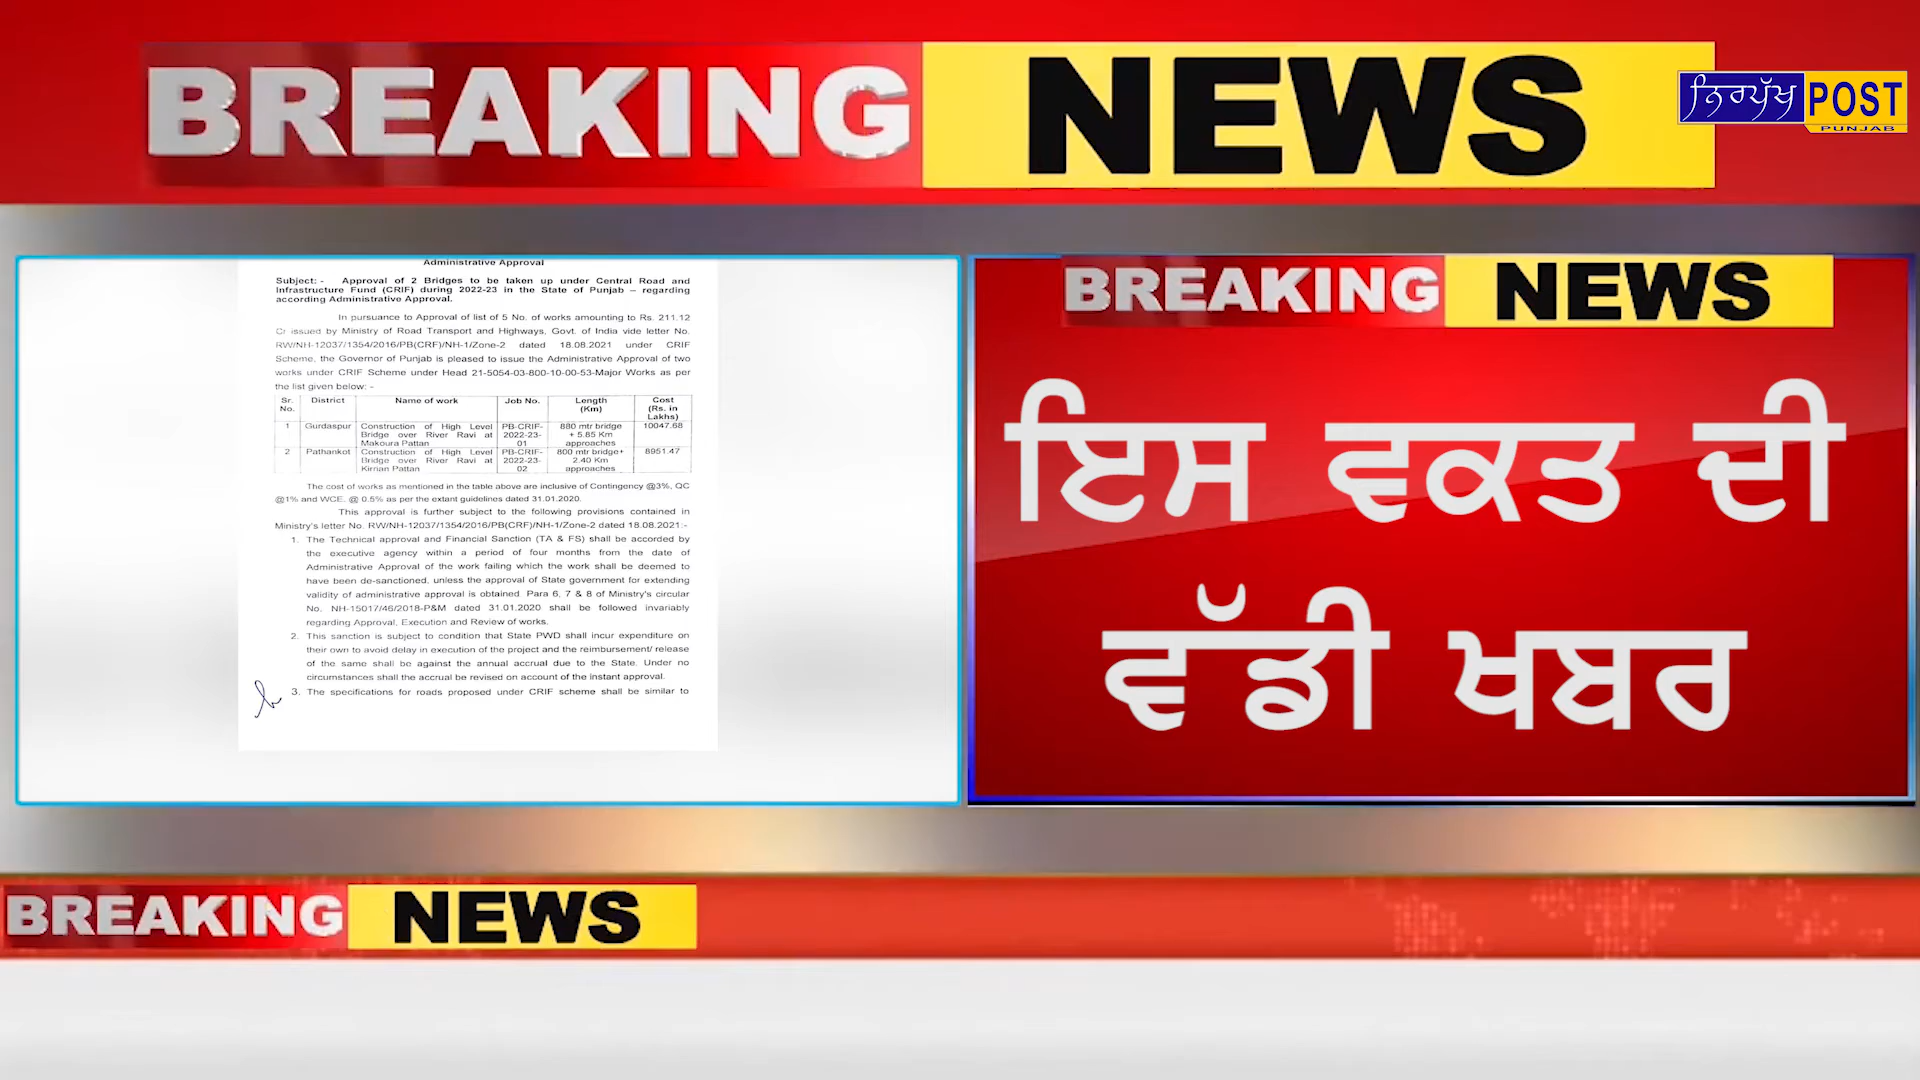 BREAKING NEWS
ਨਿਰਪੱਖ POST
PUNJAB
Administrative Approval
Subject: - Approval of 2 Bridges to be taken up under Central Road and
Infrastructure Fund (CRIF) during 2022-23 in the State of Punjab – regarding
according Administrative Approval.
In pursuance to Approval of list of 5 No. of works amounting to Rs. 211.12
Cr issued by Ministry of Road Transport and Highways, Govt. of India vide letter No.
RW/NH-12037/1354/2016/PB(CRF)/NH-1/Zone-2 dated 18.08.2021 under CRIF
Scheme, the Governor of Punjab is pleased to issue the Administrative Approval of two
works under CRIF Scheme under Head 21-5054-03-800-10-00-53-Major Works as per
the list given below: -
Sr. No. District Name of work Job No. Length (Km) Cost (Rs. in Lakhs)
1 Gurdaspur Construction of High Level Bridge over River Ravi at Makoura Pattan PB-CRIF-2022-23-01 880 mtr bridge + 5.85 Km approaches 10047.68
2 Pathankot Construction of High Level Bridge over River Ravi at Kirrian Pattan PB-CRIF-2022-23-02 800 mtr bridge+ 2.40 Km approaches 8951.47
The cost of works as mentioned in the table above are inclusive of Contingency @3%, QC
@1% and WCE. @ 0.5% as per the extant guidelines dated 31.01.2020.
This approval is further subject to the following provisions contained in
Ministry's letter No. RW/NH-12037/1354/2016/PB(CRF)/NH-1/Zone-2 dated 18.08.2021:-
1. The Technical approval and Financial Sanction (TA & FS) shall be accorded by
the executive agency within a period of four months from the date of
Administrative Approval of the work failing which the work shall be deemed to
have been de-sanctioned, unless the approval of State government for extending
validity of administrative approval is obtained. Para 6, 7 & 8 of Ministry's circular
No. NH-15017/46/2018-P&M dated 31.01.2020 shall be followed invariably
regarding Approval, Execution and Review of works.
2. This sanction is subject to condition that State PWD shall incur expenditure on
their own to avoid delay in execution of the project and the reimbursement/ release
of the same shall be against the annual accrual due to the State. Under no
circumstances shall the accrual be revised on account of the instant approval.
3. The specifications for roads proposed under CRIF scheme shall be similar to
BREAKING NEWS
ਇਸ ਵਕਤ ਦੀ
ਵੱਡੀ ਖਬਰ
BREAKING NEWS